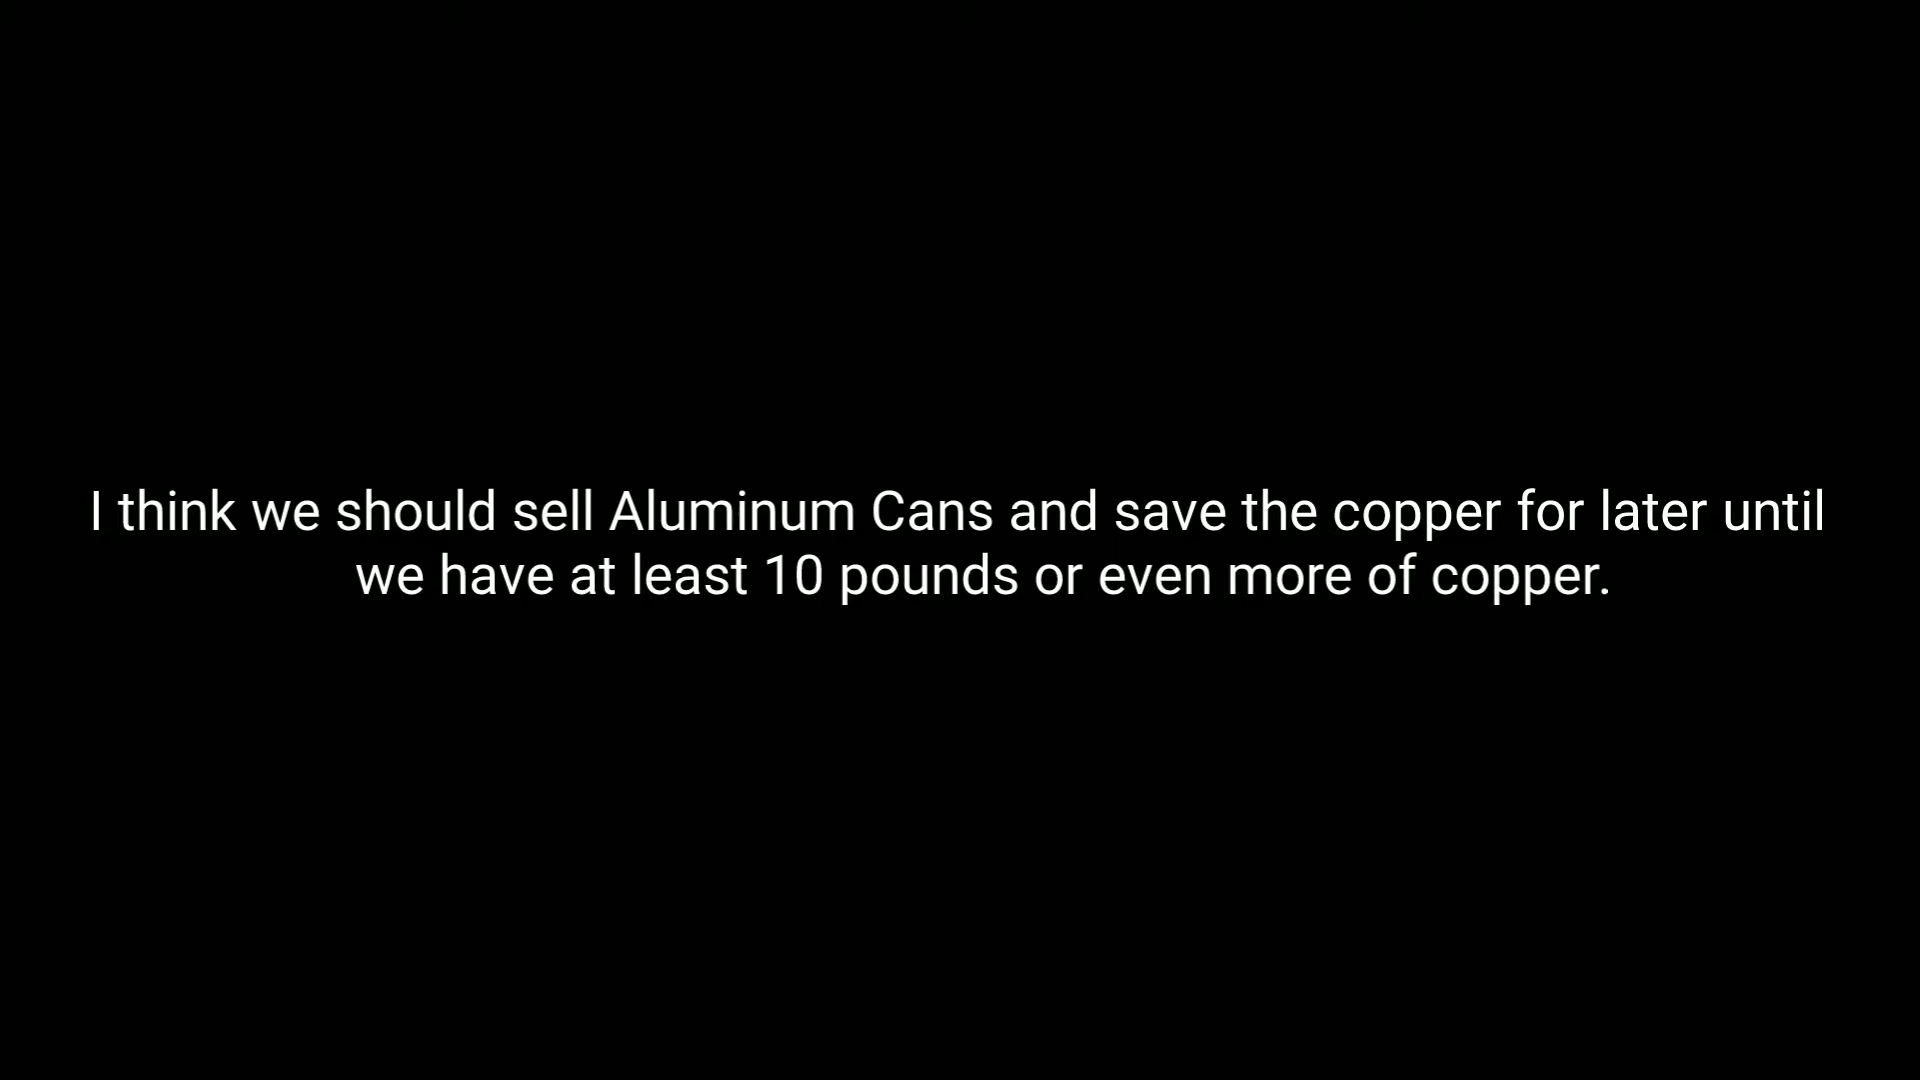 I think we should sell Aluminum Cans and save the copper for later until
we have at least 10 pounds or even more of copper.